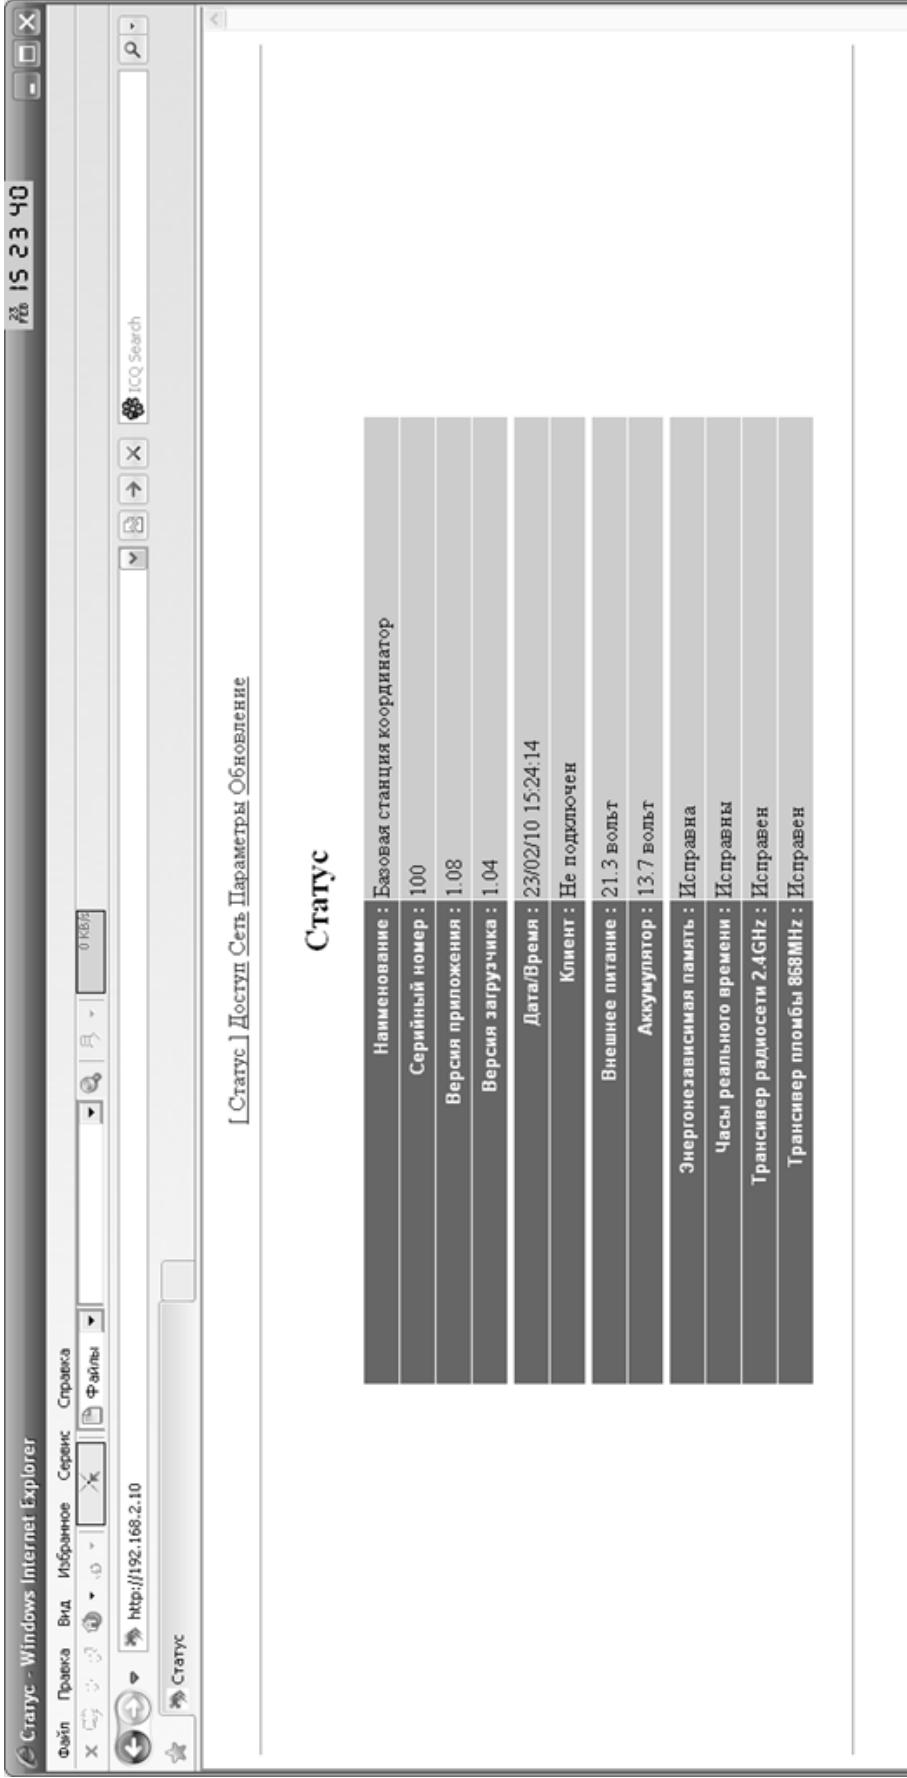 Статус - Windows Internet Explorer
23 FEB 15 23 40
Файл Правка Вид Избранное Сервис Справка
Файлы
0 KB/s
http://192.168.2.10
ICQ Search
Статус
[ Статус ] Доступ Сеть Параметры Обновление
Статус
Наименование : Базовая станция координатор
Серийный номер : 100
Версия приложения : 1.08
Версия загрузчика : 1.04
Дата/Время : 23/02/10 15:24:14
Клиент : Не подключен
Внешнее питание : 21.3 вольт
Аккумулятор : 13.7 вольт
Энергонезависимая память : Исправна
Часы реального времени : Исправны
Трансивер радиосети 2.4GHz : Исправен
Трансивер пломбы 868MHz : Исправен